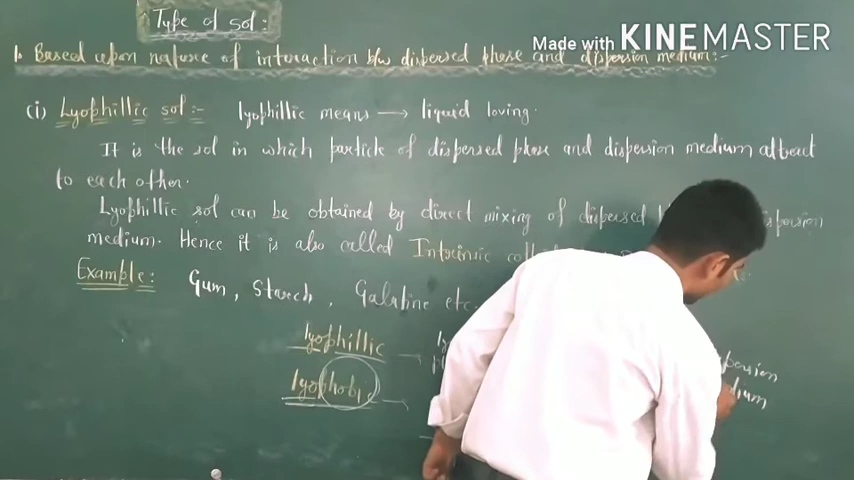 Type of sol:
Made with KINEMASTER
1. Based upon nature of interaction b/w dispersed phase and dispersion medium:-
(i) Lyophillic sol:- lyophillic means → liquid loving.
It is the sol in which particle of dispersed phase and dispersion medium attract
to each other.
Lyophillic sol can be obtained by direct mixing of dispersed
medium. Hence it is also called Intrinsic
Example: Gum, Starch, Galatine etc.
lyophillic →
lyophobic →